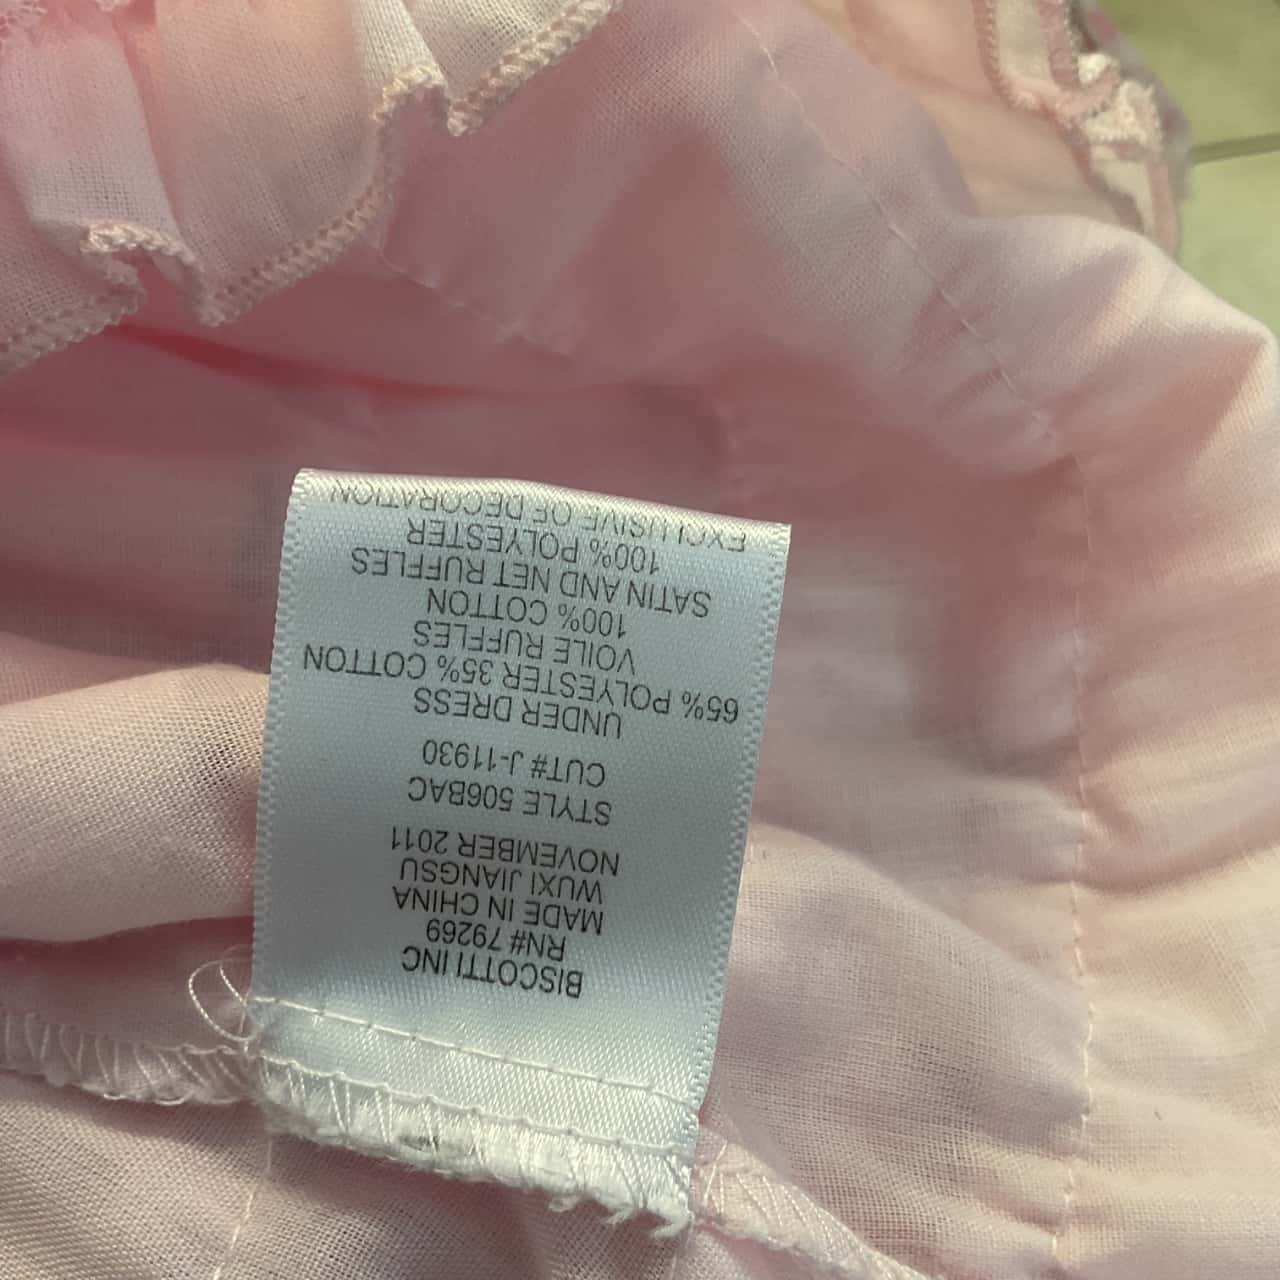 BISCOTTI INC
RN# 79269
MADE IN CHINA
WUXI JIANGSU
NOVEMBER 2011
STYLE 506BAC
CUT# J-11930
UNDER DRESS
65% POLYESTER 35% COTTON
VOILE RUFFLES
100% COTTON
SATIN AND NET RUFFLES
100% POLYESTER
EXCLUSIVE OF DECORATION